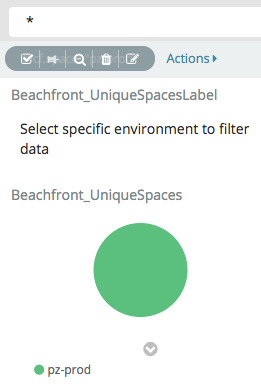 *
Actions
Beachfront_UniqueSpacesLabel
Select specific environment to filter
data
Beachfront_UniqueSpaces
pz-prod